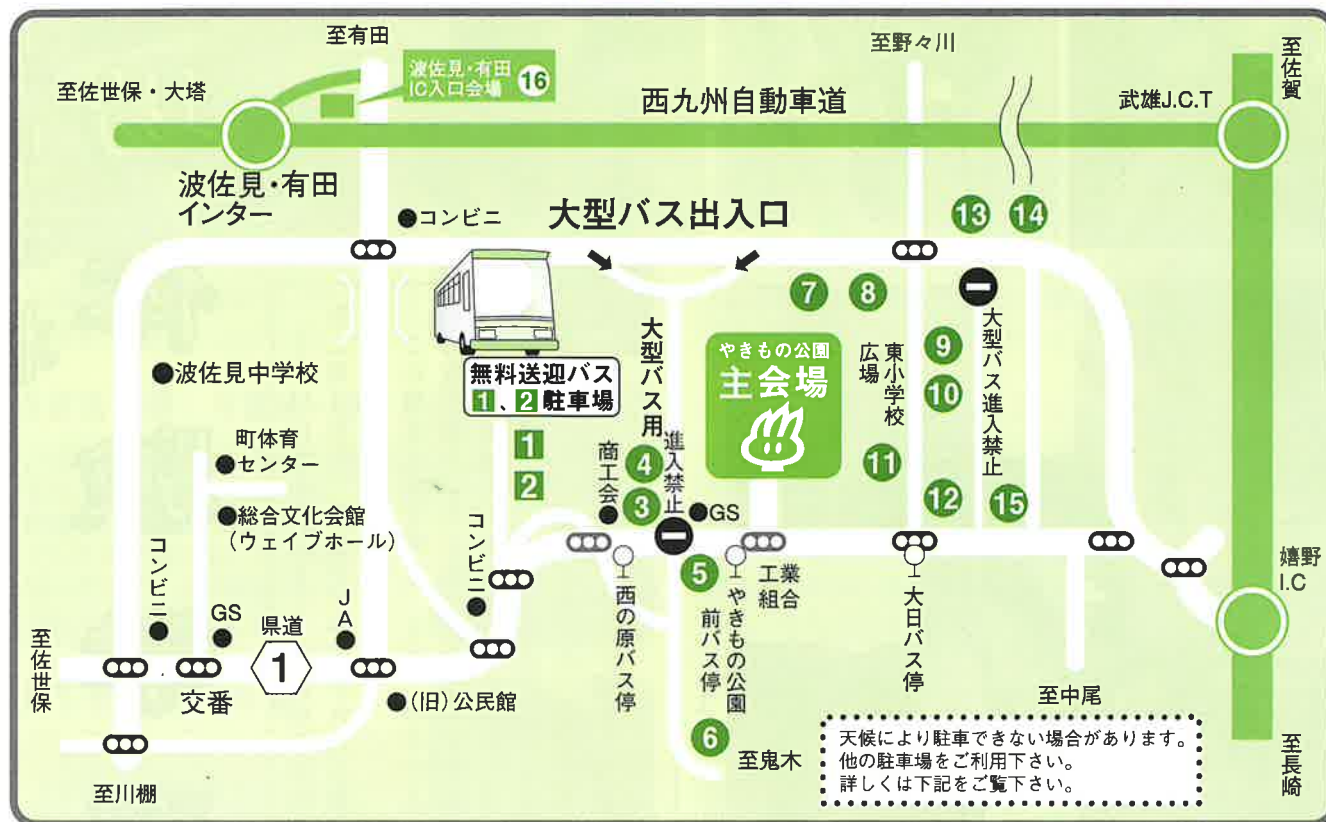 至有田
至野々川
至佐賀
波佐見・有田
IC入口会場 16
至佐世保・大塔
西九州自動車道
武雄J.C.T
波佐見・有田
インター
コンビニ
大型バス出入口
13
14
7
8
大型バス進入禁止
無料送迎バス
1、2駐車場
大型バス用
やきもの公園
主会場
東小学校
広場
9
10
波佐見中学校
町体育
センター
1
2
商工会
4
3
進入禁止
GS
11
12
15
総合文化会館
(ウェイブホール)
コンビニ
コンビニ
5
工業
組合
嬉野
I.C
西の原バス停
やきもの公園
前バス停
大日バス停
GS
県道
1
JA
至佐世保
交番
(旧)公民館
至中尾
6
至鬼木
至川棚
天候により駐車できない場合があります。
他の駐車場をご利用下さい。
詳しくは下記をご覧下さい。
至長崎